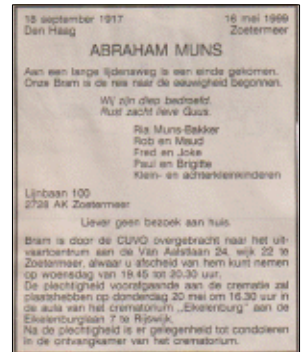 18 september 1917 16 mei 1999
Den Haag Zoetermeer
ABRAHAM MUNS
Aan een lange lijdensweg is een einde gekomen.
Onze Bram is de reis naar de eeuwigheid begonnen.
Wij zijn diep bedroefd.
Rust zacht lieve Guus.
Ria Muns-Bakker
Rob en Maud
Fred en Joke
Paul en Brigitte
Klein- en achterkleinkinderen
Lijnbaan 100
2728 AK Zoetermeer
Liever geen bezoek aan huis.
Bram is door de CUVO overgebracht naar het uit-
vaartcentrum aan de Van Aalstlaan 24, wijk 22 te
Zoetermeer, alwaar u afscheid van hem kunt nemen
op woensdag van 19.45 tot 20.30 uur.
De plechtigheid voorafgaande aan de crematie zal
plaatshebben op donderdag 20 mei om 16.30 uur in
de aula van het crematorium „Eikelenburg" aan de
Eikelenburglaan 7 te Rijswijk.
Na de plechtigheid is er gelegenheid tot condoleren
in de ontvangkamer van het crematorium.